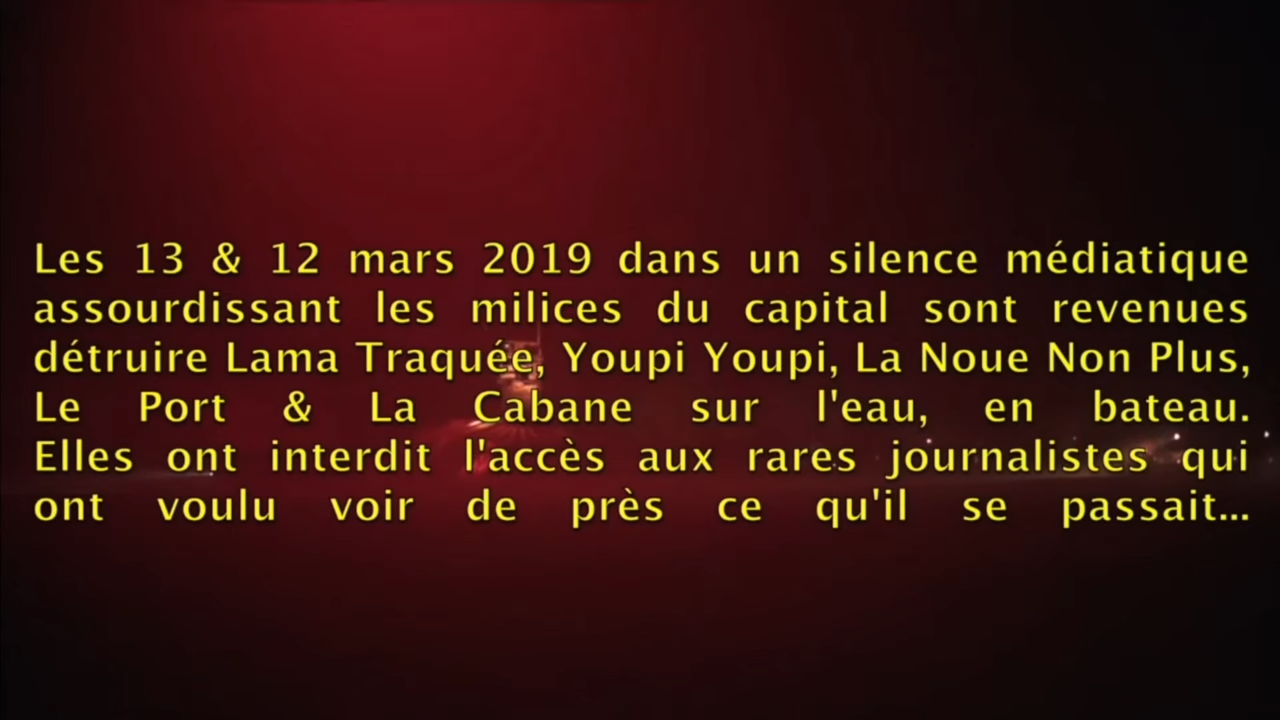 Les 13 & 12 mars 2019 dans un silence médiatique
assourdissant les milices du capital sont revenues
détruire Lama Traquée, Youpi Youpi, La Noue Non Plus,
Le Port & La Cabane sur l'eau, en bateau.
Elles ont interdit l'accès aux rares journalistes qui
ont voulu voir de près ce qu'il se passait...